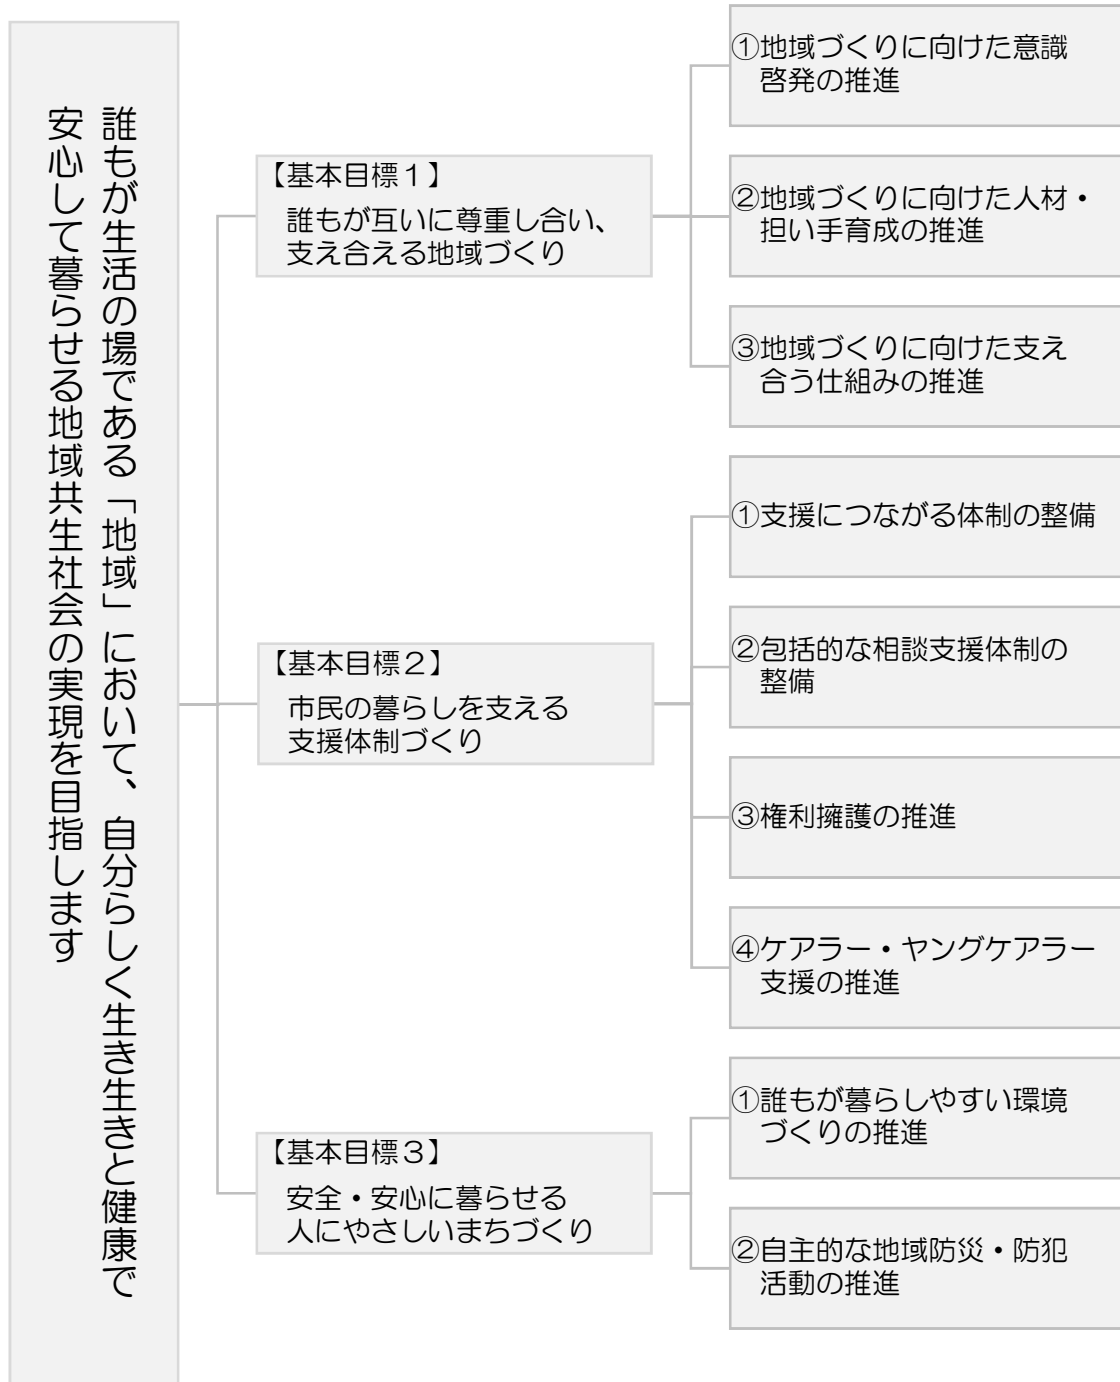 誰もが生活の場である「地域」において、自分らしく生き生きと健康で
安心して暮らせる地域共生社会の実現を目指します
【基本目標１】
誰もが互いに尊重し合い、
支え合える地域づくり
①地域づくりに向けた意識
啓発の推進
②地域づくりに向けた人材・
担い手育成の推進
③地域づくりに向けた支え
合う仕組みの推進
【基本目標２】
市民の暮らしを支える
支援体制づくり
①支援につながる体制の整備
②包括的な相談支援体制の
整備
③権利擁護の推進
④ケアラー・ヤングケアラー
支援の推進
【基本目標３】
安全・安心に暮らせる
人にやさしいまちづくり
①誰もが暮らしやすい環境
づくりの推進
②自主的な地域防災・防犯
活動の推進